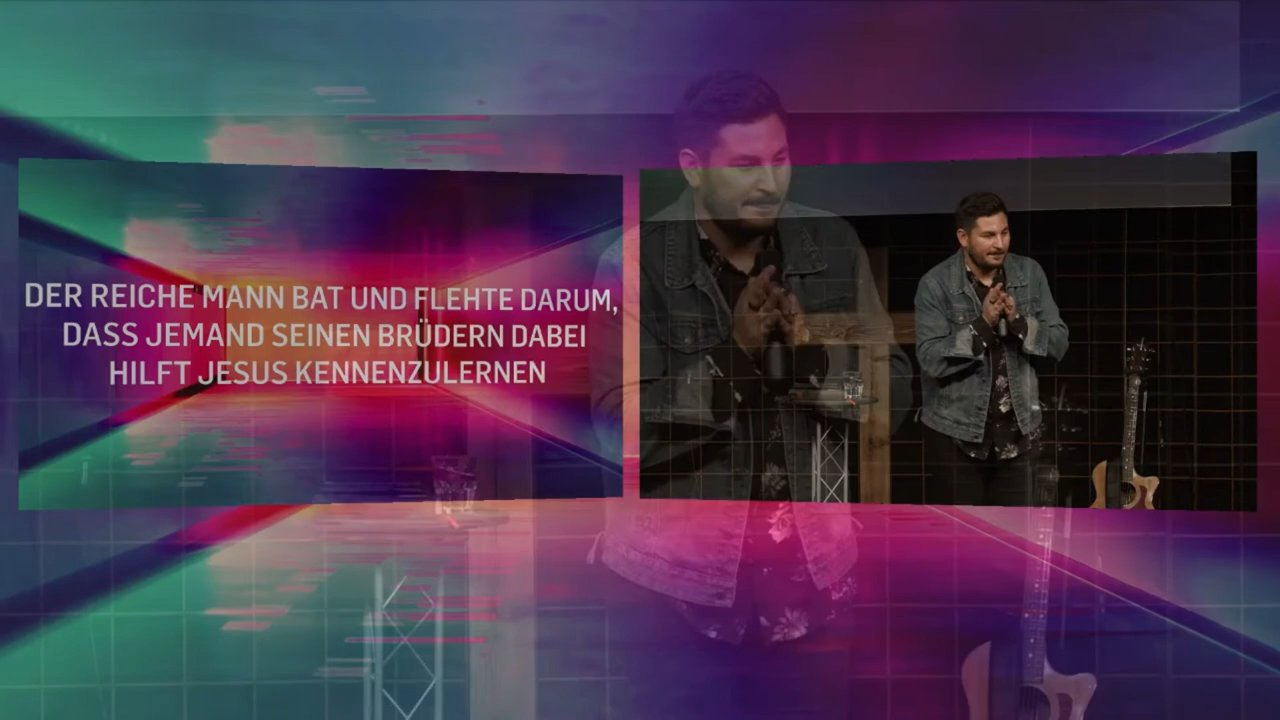 DER REICHE MANN BAT UND FLEHTE DARUM,
DASS JEMAND SEINEN BRÜDERN DABEI
HILFT JESUS KENNENZULERNEN